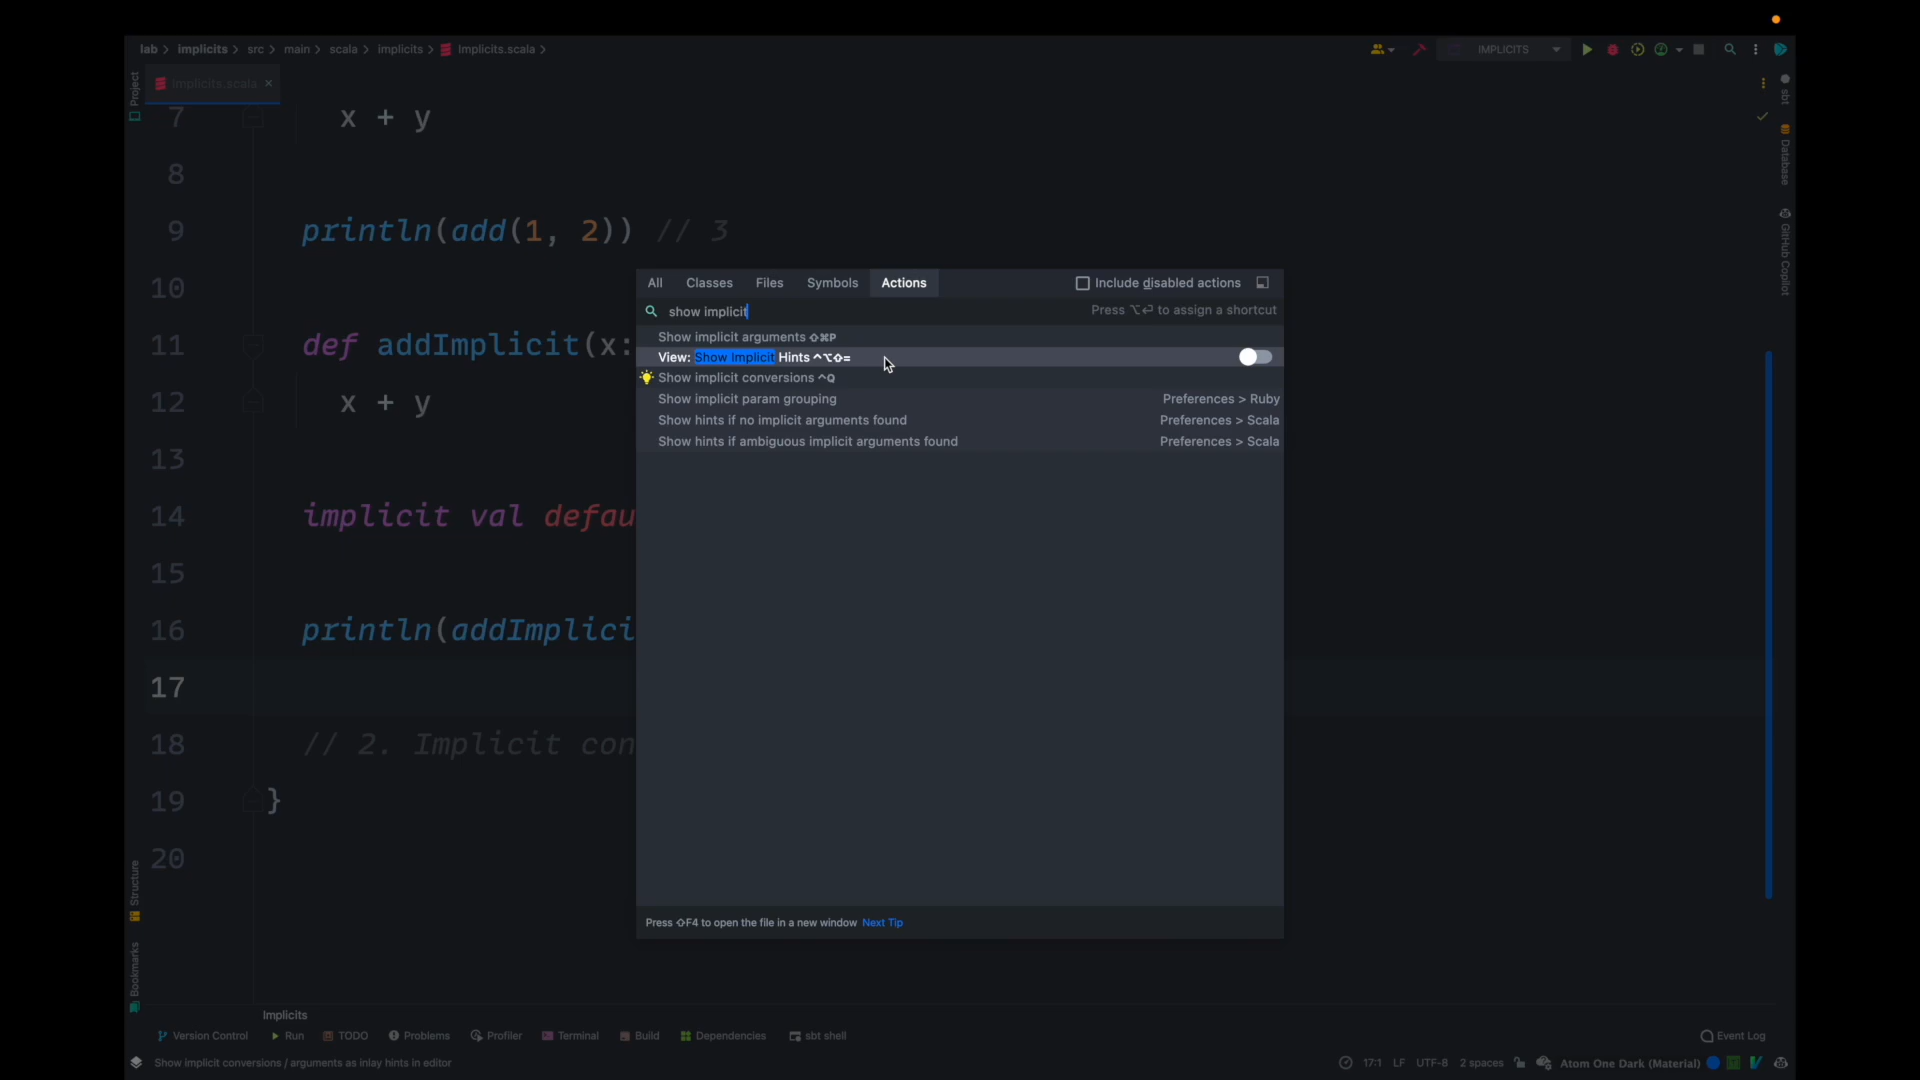 lab > implicits > src > main > scala > implicits > Implicits.scala >
IMPLICITS
Implicits.scala ×
Project
sbt
Database
GitHub Copilot
7 x + y
8
9 println(add(1, 2)) // 3
10
11 def addImplicit(x:
12 x + y
13
14 implicit val defau
15
16 println(addImplici
17
18 // 2. Implicit con
19 }
20
All Classes Files Symbols Actions Include disabled actions
show implicit Press ⌥⏎ to assign a shortcut
Show implicit arguments ⇧⌘P
View: Show Implicit Hints ^⌥⇧=
Show implicit conversions ^Q
Show implicit param grouping Preferences > Ruby
Show hints if no implicit arguments found Preferences > Scala
Show hints if ambiguous implicit arguments found Preferences > Scala
Press ⇧F4 to open the file in a new window Next Tip
Structure
Bookmarks
Implicits
Version Control Run TODO Problems Profiler Terminal Build Dependencies sbt shell Event Log
Show implicit conversions / arguments as inlay hints in editor 17:1 LF UTF-8 2 spaces Atom One Dark (Material)